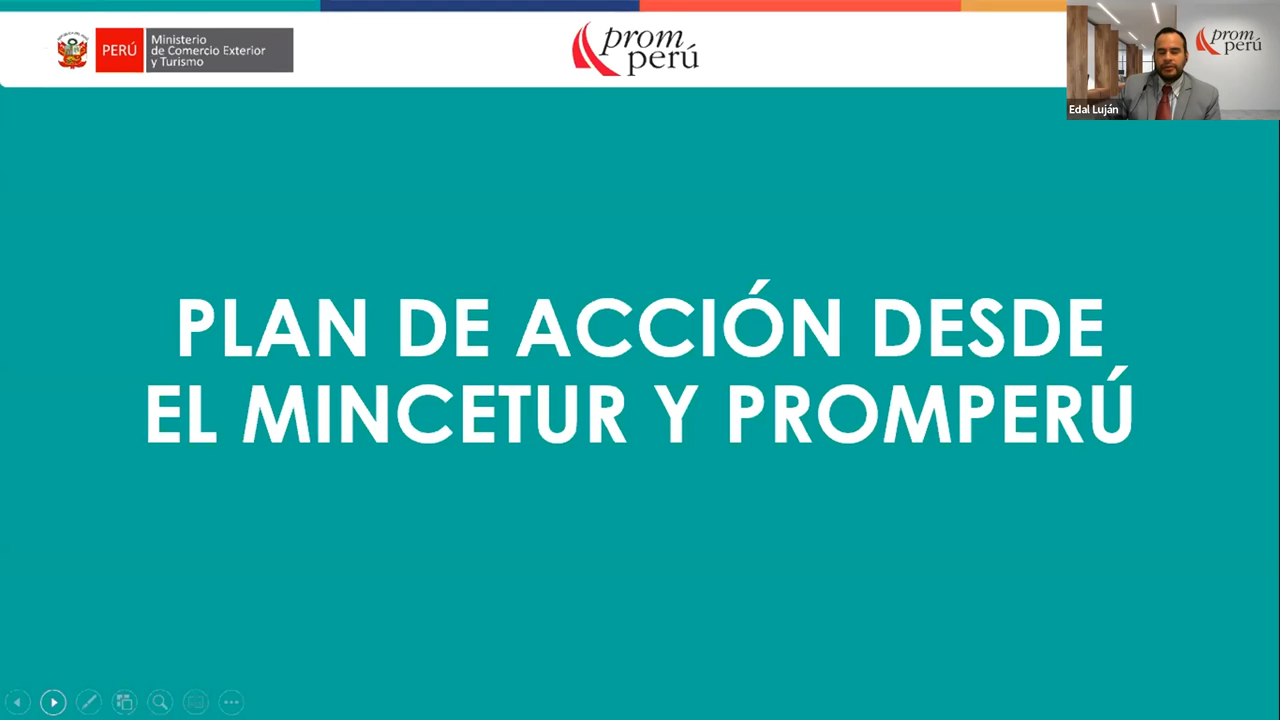 PERÚ
Ministerio
de Comercio Exterior
y Turismo
prom
perú
prom
perú
Edal Luján
PLAN DE ACCIÓN DESDE
EL MINCETUR Y PROMPERÚ